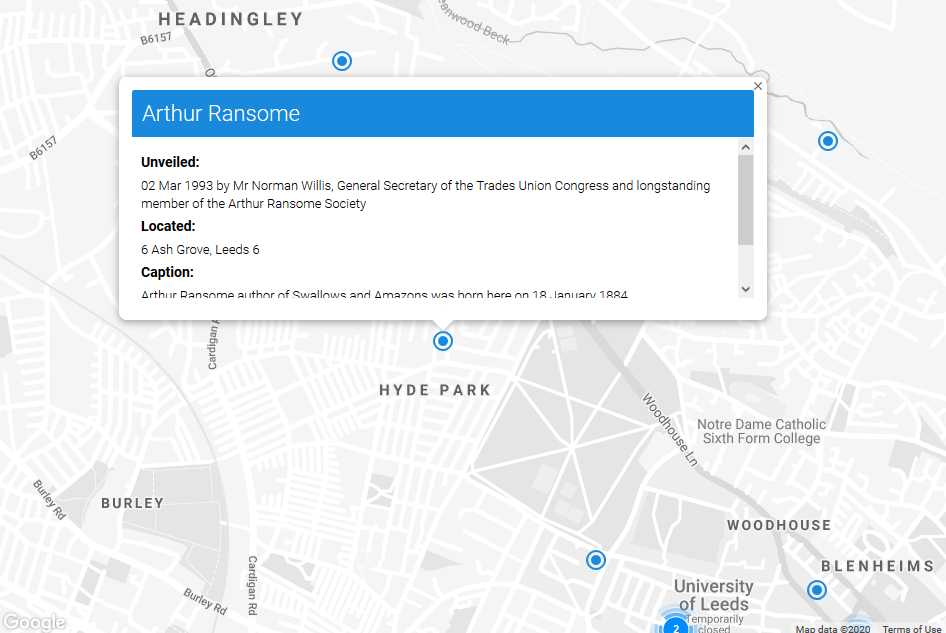 HEADINGLEY
B6157
B6157
Arthur Ransome
Unveiled:
02 Mar 1993 by Mr Norman Willis, General Secretary of the Trades Union Congress and longstanding
member of the Arthur Ransome Society
Located:
6 Ash Grove, Leeds 6
Caption:
Arthur Ransome author of Swallows and Amazons was born here on 18 January 1884
HYDE PARK
Woodhouse Ln
Notre Dame Catholic
Sixth Form College
Burley Rd
BURLEY
WOODHOUSE
Cardigan Rd
BLENHEIMS
Burley Rd
University
of Leeds
Temporarily
closed
2
Google
Map data ©2020
Terms of Use